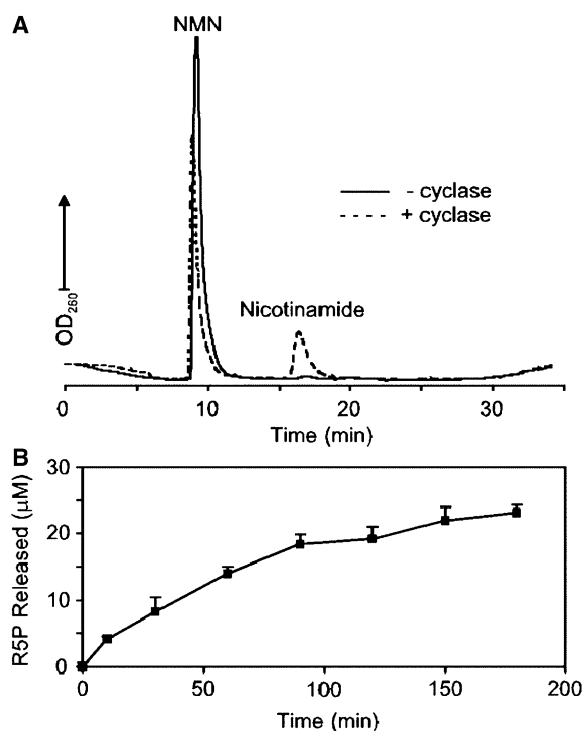 A
NMN
- cyclase
+ cyclase
Nicotinamide
OD260
0 10 20 30
Time (min)
B
30
20
10
0
R5P Released (μM)
0 50 100 150 200
Time (min)